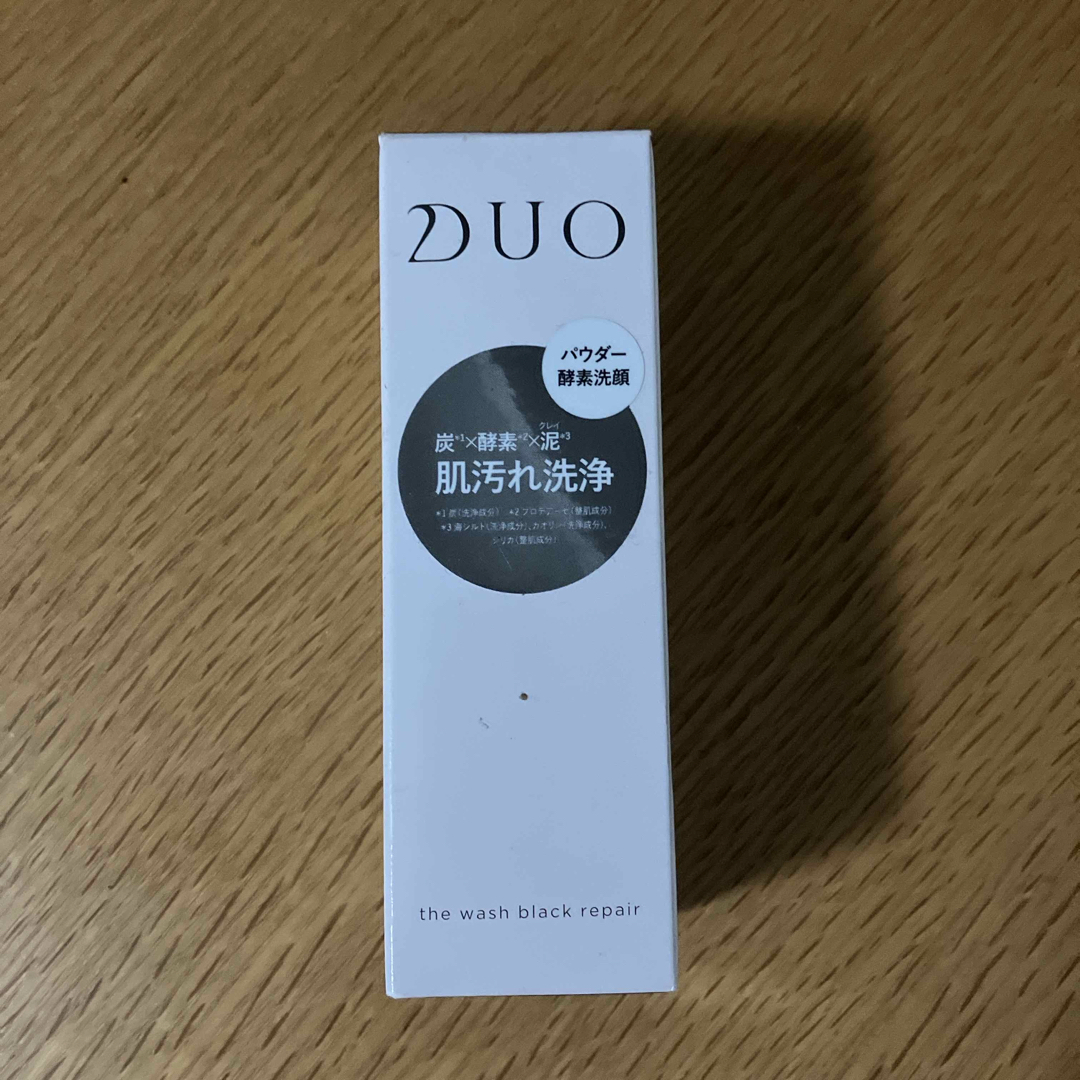 DUO
パウダー
酵素洗顔
クレイ
炭*1×酵素*2×泥*3
肌汚れ洗浄
*1 炭(洗浄成分) *2 プロテアーゼ(整肌成分)
*3 海シルト(洗浄成分)、カオリン(洗浄成分)、
シリカ(整肌成分)
the wash black repair